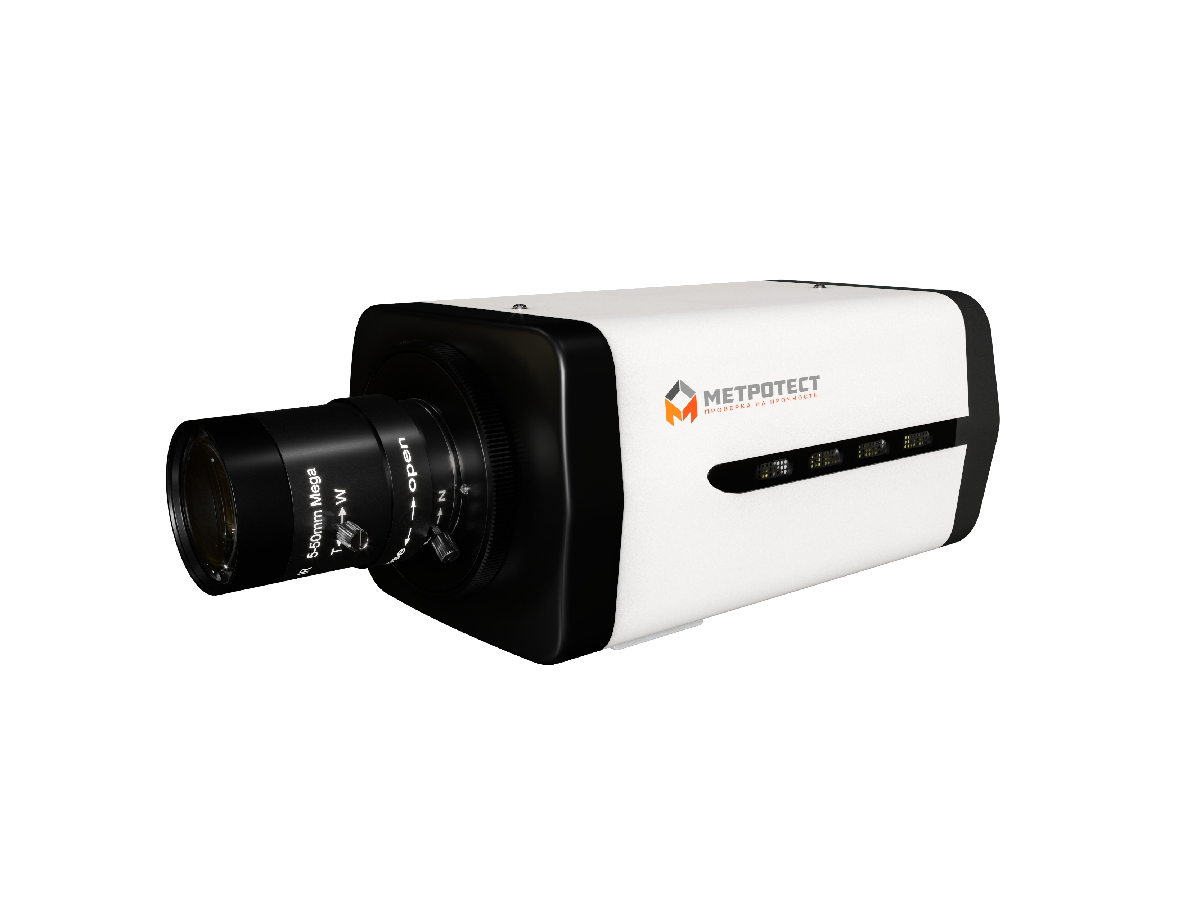 МЕТРОТЕСТ
ПРОВЕРКА НА ПРОЧНОСТЬ
5-50mm Mega
T W
open
N